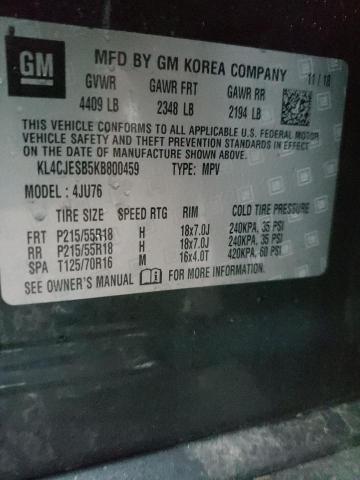 GM
MFD BY GM KOREA COMPANY
11 / 18
GVWR GAWR FRT GAWR RR
4409 LB 2348 LB 2194 LB
THIS VEHICLE CONFORMS TO ALL APPLICABLE U.S. FEDERAL MOTOR
VEHICLE SAFETY AND THEFT PREVENTION STANDARDS IN EFFECT ON
THE DATE OF MANUFACTURE SHOWN ABOVE.
KL4CJESB5KB800459 TYPE: MPV
MODEL : 4JU76
TIRE SIZE SPEED RTG RIM COLD TIRE PRESSURE
FRT P215/55R18 H 18x7.0J 240KPA, 35 PSI
RR P215/55R18 H 18x7.0J 240KPA, 35 PSI
SPA T125/70R16 M 16x4.0T 420KPA, 60 PSI
SEE OWNER'S MANUAL FOR MORE INFORMATION.